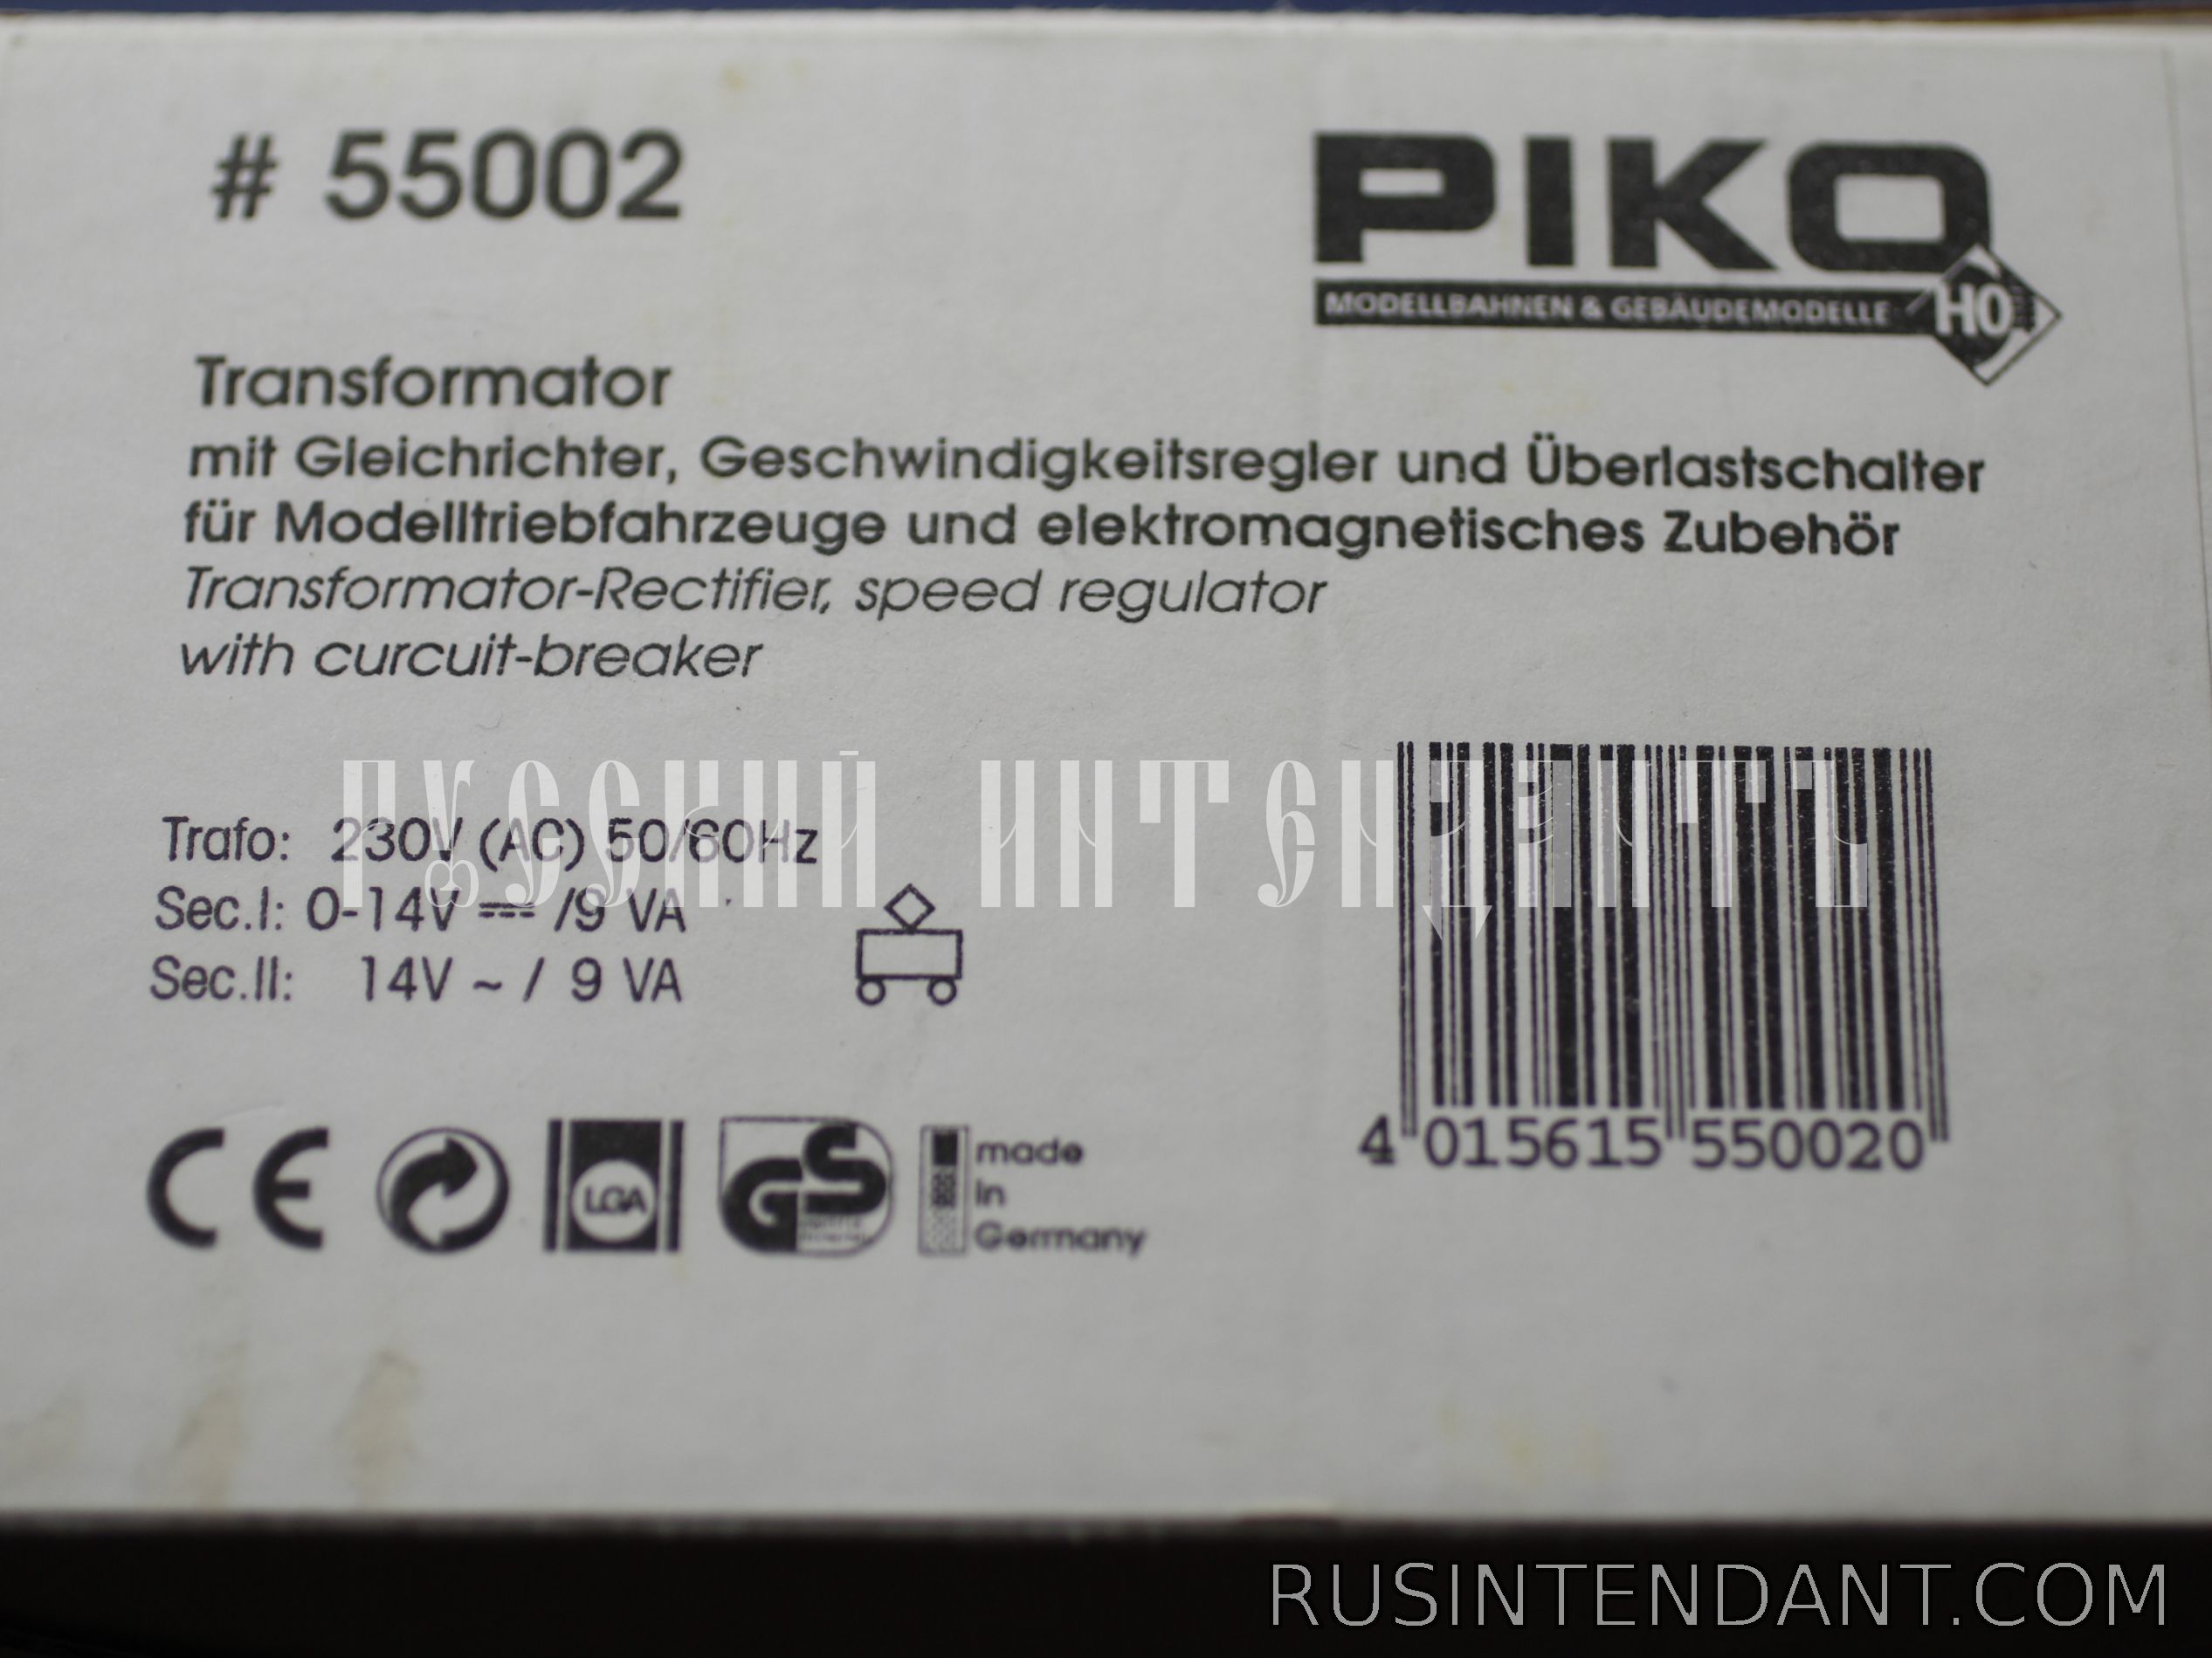 # 55002
PIKO
MODELLBAHNEN & GEBÄUDEMODELLE
H0
Transformator
mit Gleichrichter, Geschwindigkeitsregler und Überlastschalter
für Modelltriebfahrzeuge und elektromagnetisches Zubehör
Transformator-Rectifier, speed regulator
with curcuit-breaker
РУССКИЙ ИНТЕНДАНТЪ
Trafo: 230V (AC) 50/60Hz
Sec.I: 0-14V ⎓ /9 VA
Sec.II: 14V ~ / 9 VA
CE
LGA
GS
made
in
Germany
4 015615 550020
RUSINTENDANT.COM